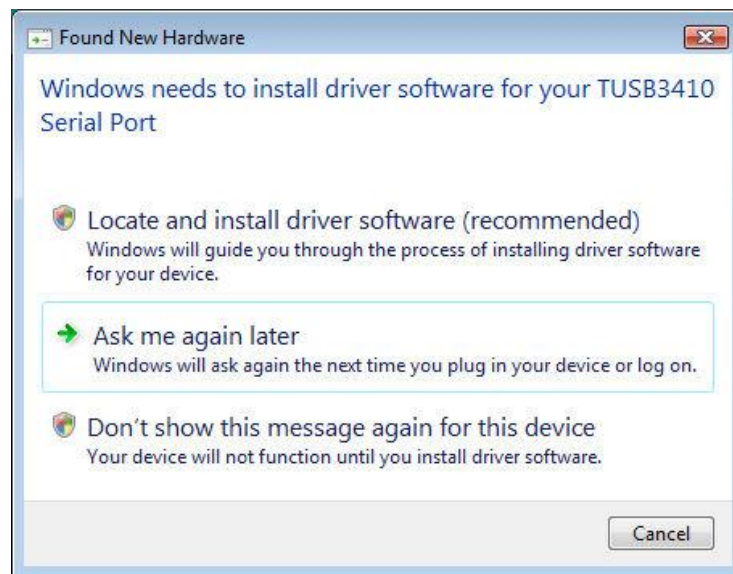 Found New Hardware
Windows needs to install driver software for your TUSB3410
Serial Port
Locate and install driver software (recommended)
Windows will guide you through the process of installing driver software
for your device.
Ask me again later
Windows will ask again the next time you plug in your device or log on.
Don't show this message again for this device
Your device will not function until you install driver software.
Cancel